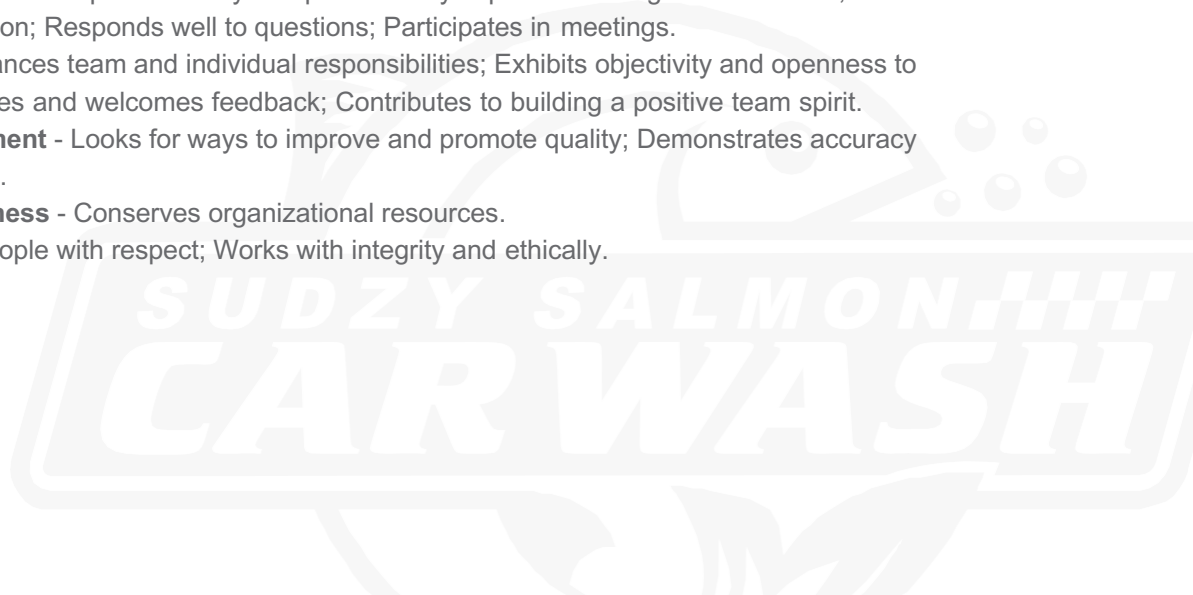 on; Responds well to questions; Participates in meetings.
ances team and individual responsibilities; Exhibits objectivity and openness to
es and welcomes feedback; Contributes to building a positive team spirit.
nent - Looks for ways to improve and promote quality; Demonstrates accuracy
.
ness - Conserves organizational resources.
ople with respect; Works with integrity and ethically.
SUDZY SALMON
CARWASH